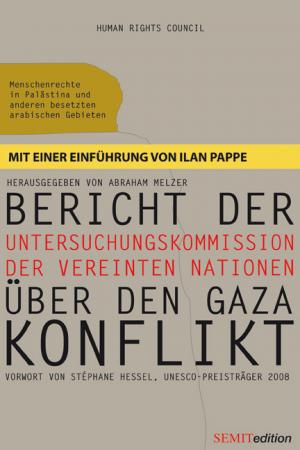 HUMAN RIGHTS COUNCIL
Menschenrechte
in Palästina und
anderen besetzten
arabischen Gebieten
MIT EINER EINFÜHRUNG VON ILAN PAPPE
HERAUSGEGEBEN VON ABRAHAM MELZER
BERICHT DER
UNTERSUCHUNGSKOMMISSION
DER VEREINTEN NATIONEN
ÜBER DEN GAZA
KONFLIKT
VORWORT VON STÉPHANE HESSEL, UNESCO-PREISTRÄGER 2008
SEMITedition